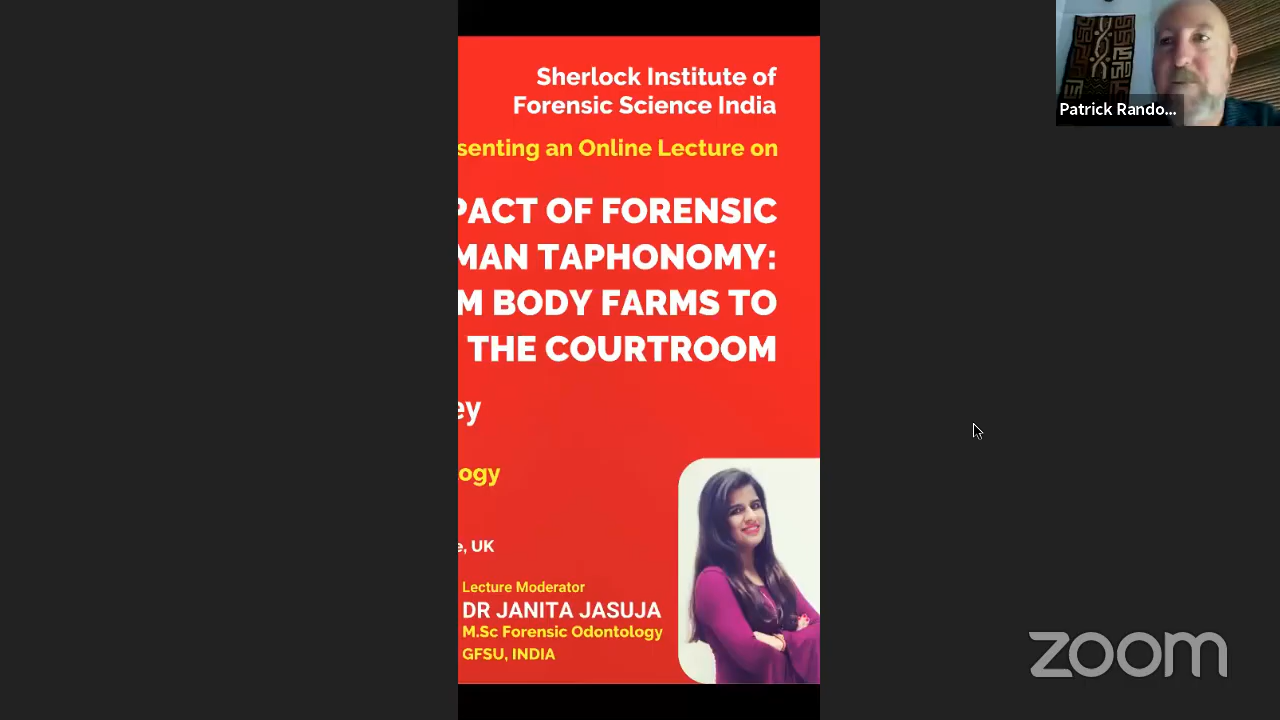 Sherlock Institute of
Forensic Science India
senting an Online Lecture on
PACT OF FORENSIC
MAN TAPHONOMY:
M BODY FARMS TO
THE COURTROOM
ey
ogy
e, UK
Lecture Moderator
DR JANITA JASUJA
M.Sc Forensic Odontology
GFSU, INDIA
Patrick Rando...
zoom